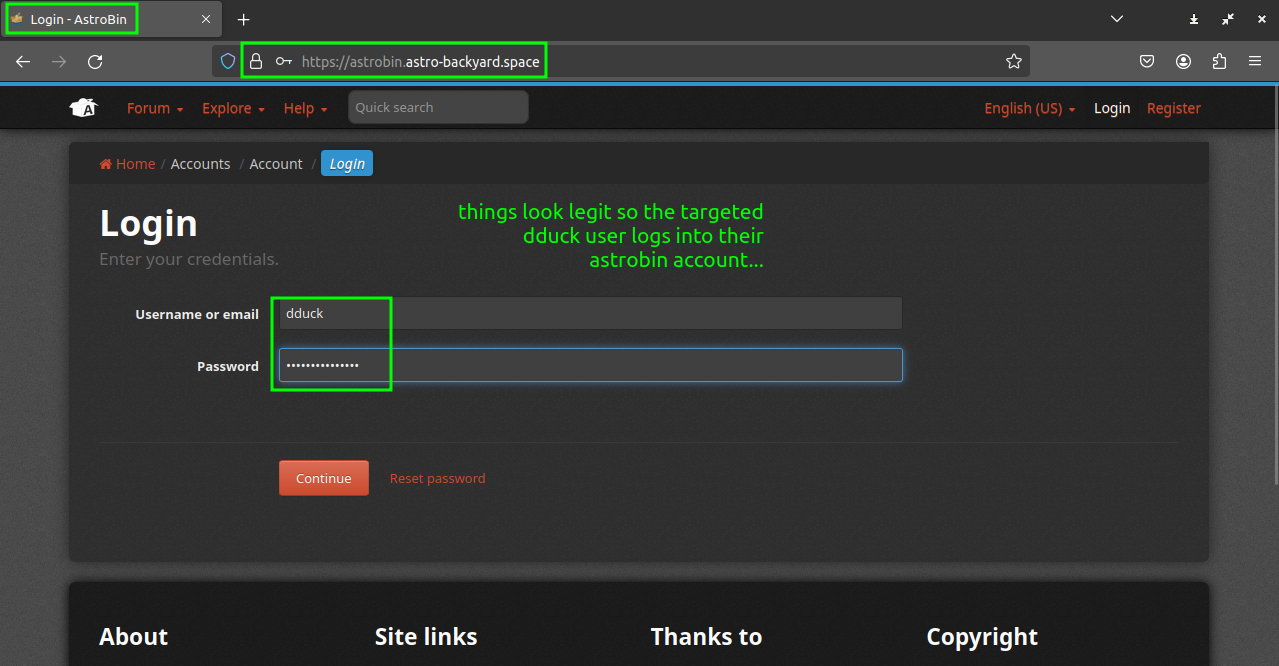 Login - AstroBin
https://astrobin.astro-backyard.space
A Forum Explore Help Quick search English (US) Login Register
Home / Accounts / Account / Login
Login
Enter your credentials.
things look legit so the targeted
dduck user logs into their
astrobin account...
Username or email dduck
Password •••••••••••••••
Continue Reset password
About Site links Thanks to Copyright